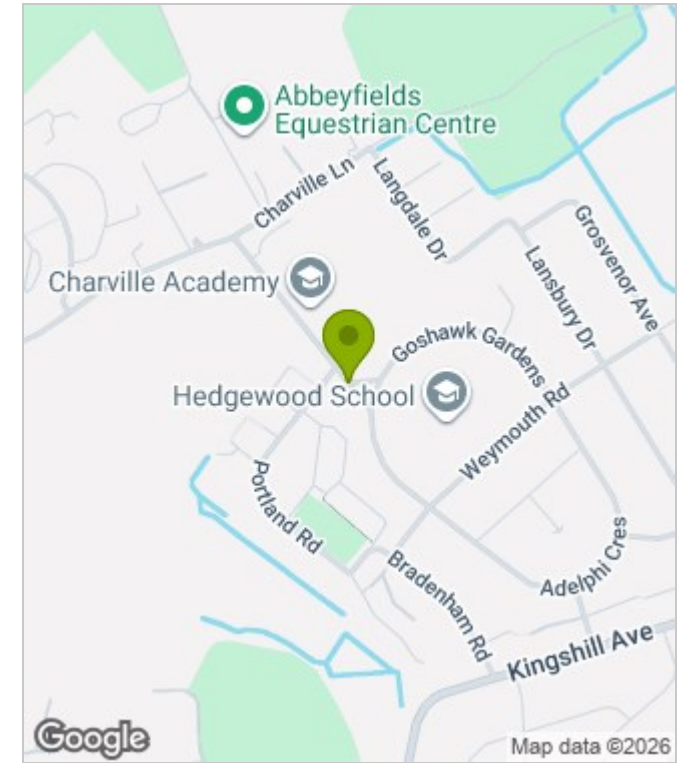 Abbeyfields
Equestrian Centre
Charville Ln
Langdale Dr
Grosvenor Ave
Lansbury Dr
Charville Academy
Goshawk Gardens
Hedgewood School
Weymouth Rd
Portland Rd
Bradenham Rd
Adelphi Cres
Kingshill Ave
Google
Map data ©2026